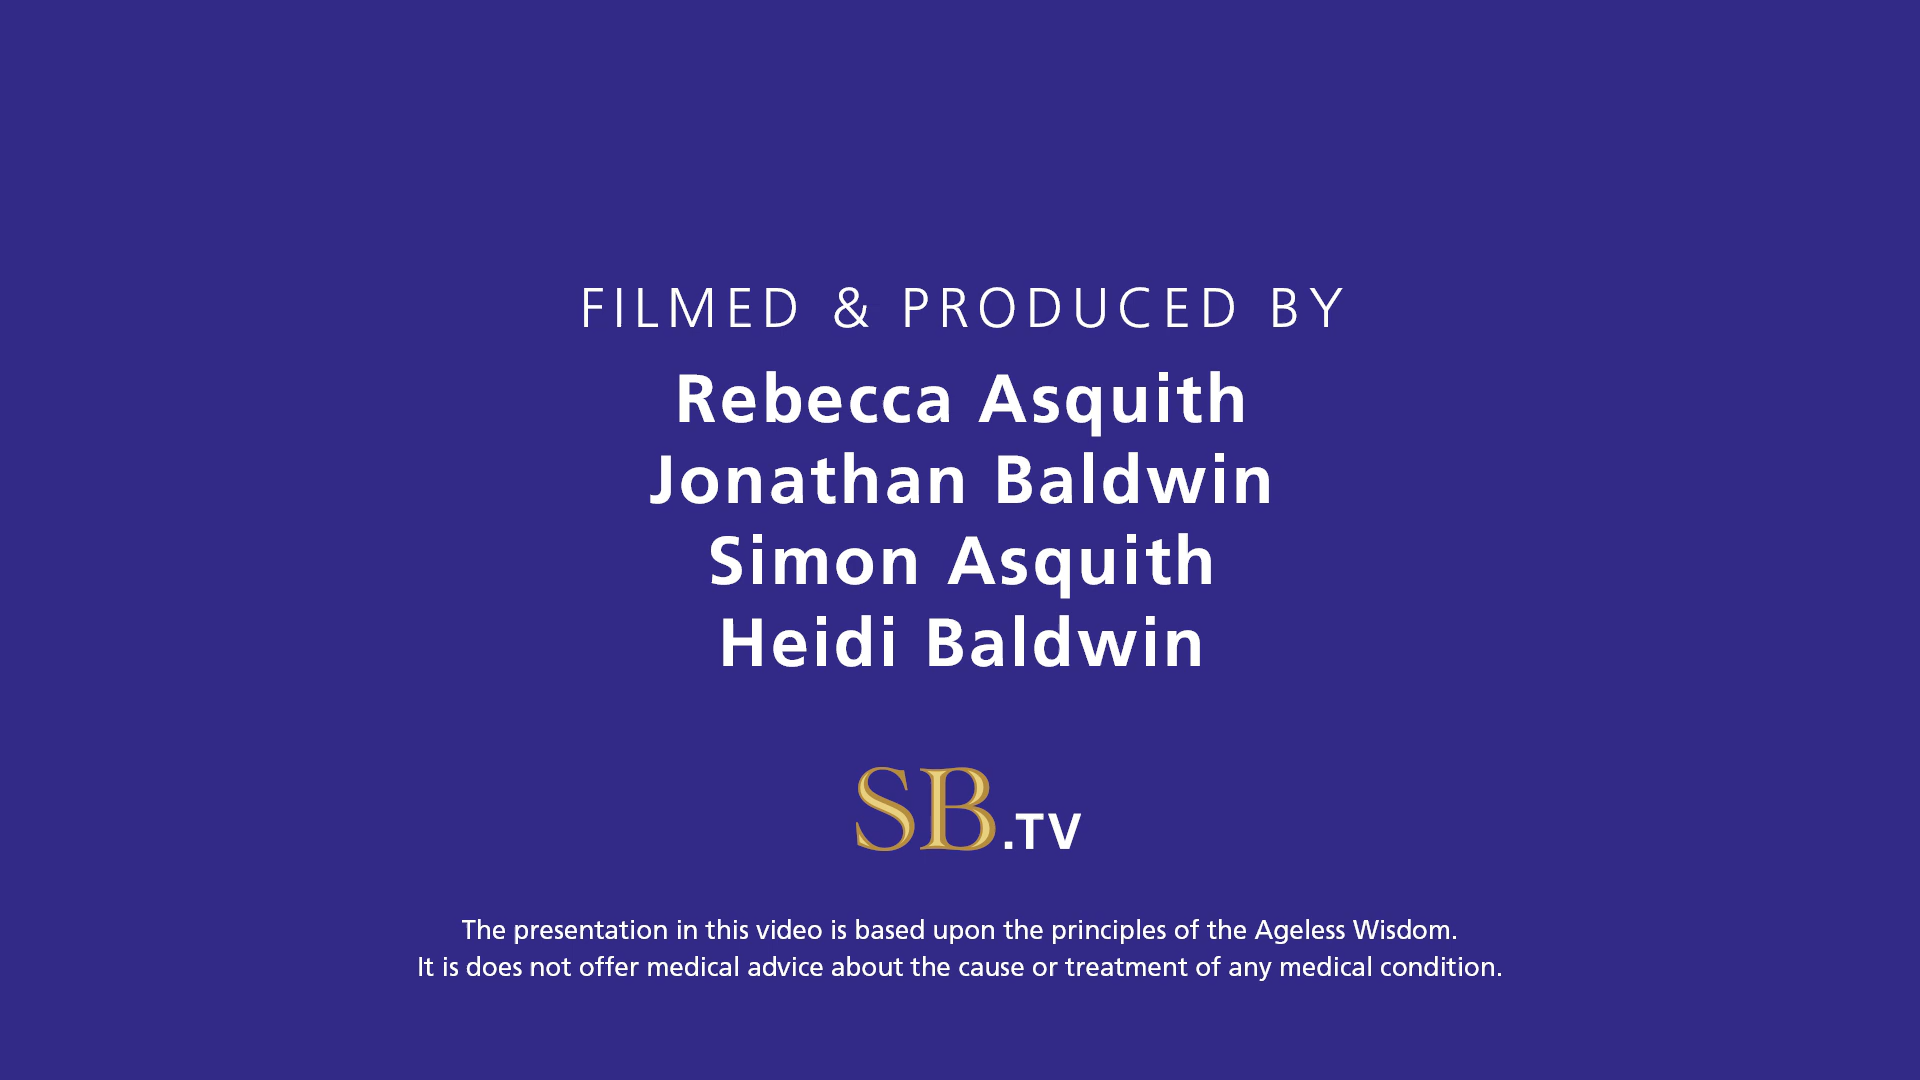 FILMED & PRODUCED BY
Rebecca Asquith
Jonathan Baldwin
Simon Asquith
Heidi Baldwin
SB.TV
The presentation in this video is based upon the principles of the Ageless Wisdom.
It is does not offer medical advice about the cause or treatment of any medical condition.